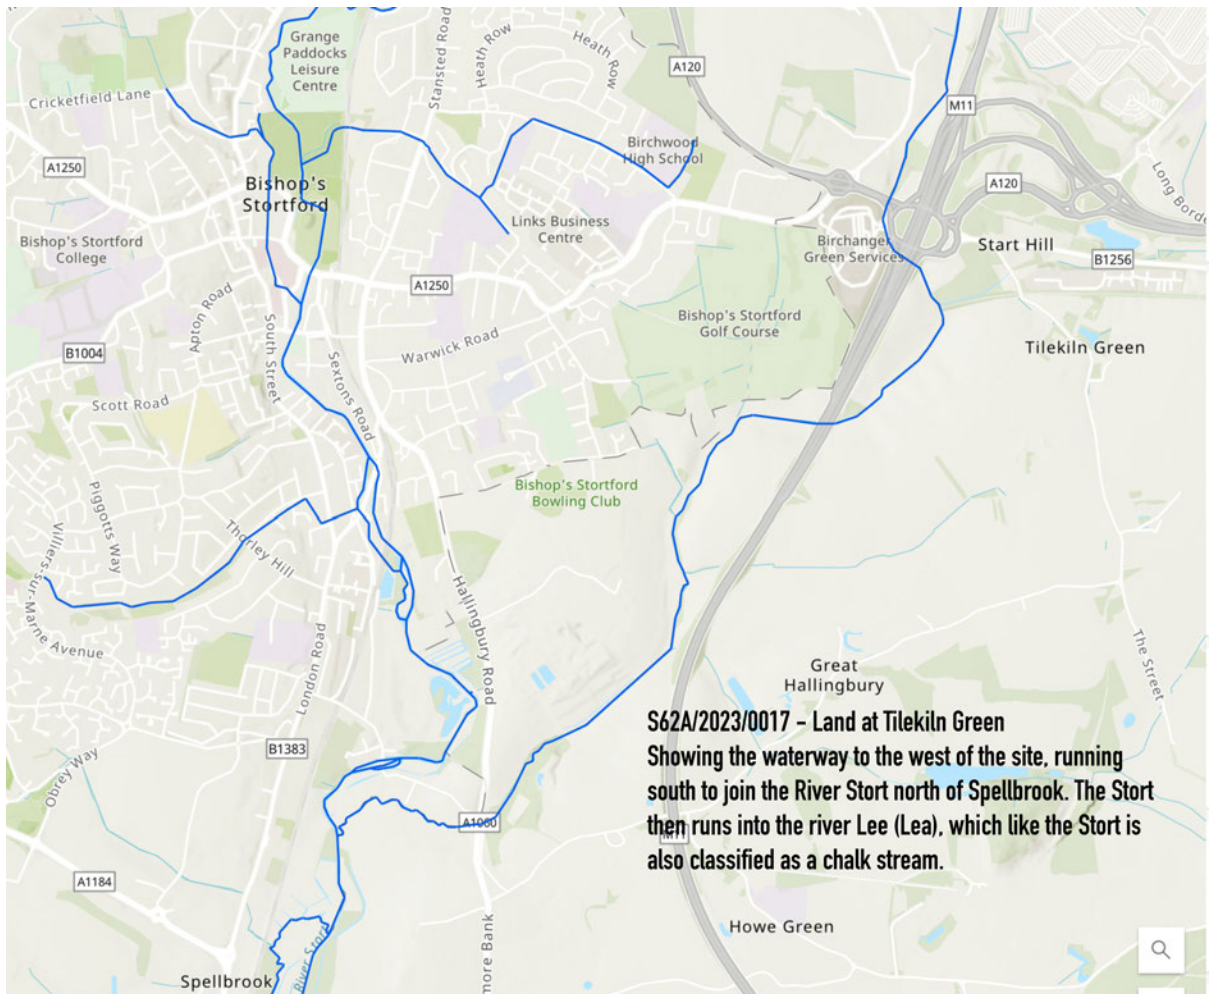 Grange
Paddocks
Leisure
Centre
Stansted Road
Heath Row
Heath Row
A120
Cricketfield Lane
M11
A1250
Birchwood
High School
A120
Bishop's
Stortford
Links Business
Centre
Bishop's Stortford
College
Birchanger
Green Services
Start Hill
B1256
A1250
Apton Road
South Street
Bishop's Stortford
Golf Course
Tilekiln Green
B1004
Warwick Road
Sextons Road
Scott Road
Bishop's Stortford
Bowling Club
Piggotts Way
Villiers-sur-Marne Avenue
Thorley Hill
Hallingbury Road
London Road
The Street
Great
Hallingbury
S62A/2023/0017 – Land at Tilekiln Green
Showing the waterway to the west of the site, running
south to join the River Stort north of Spellbrook. The Stort
then runs into the river Lee (Lea), which like the Stort is
also classified as a chalk stream.
B1383
Obrey Way
A1060
M11
A1184
Howe Green
River Stort
more Bank
Spellbrook